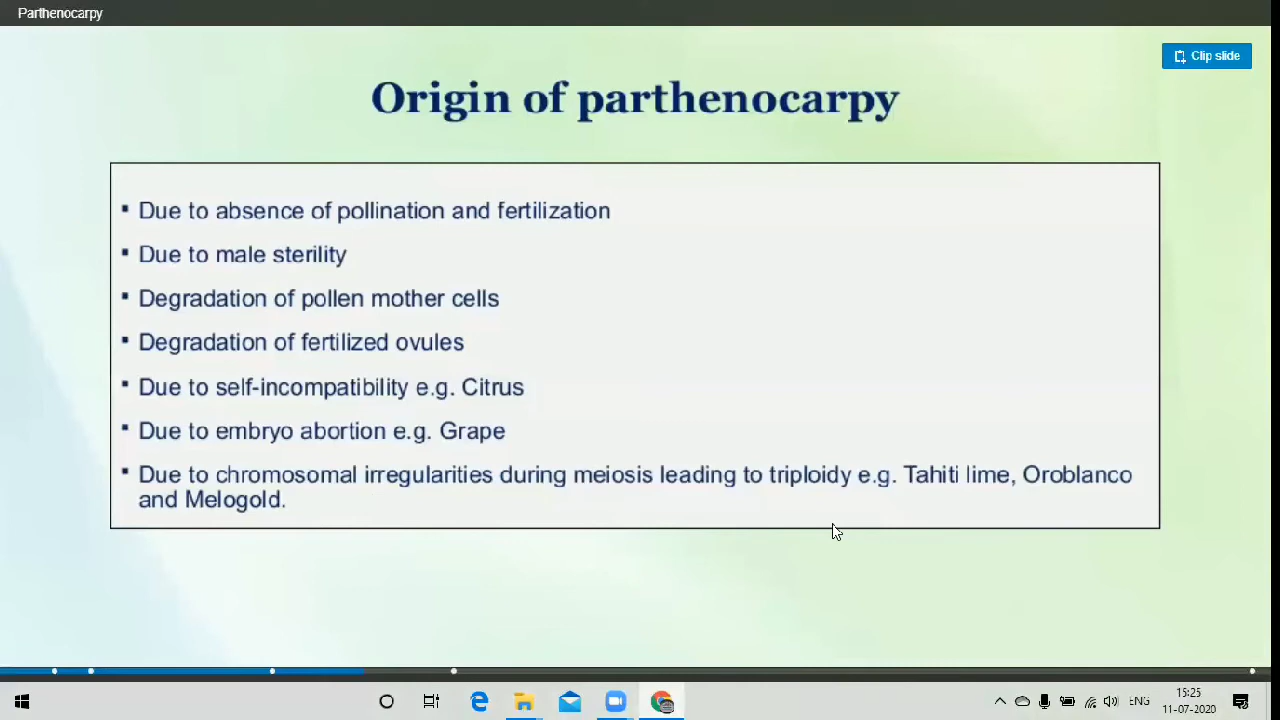 Parthenocarpy
Clip slide
Origin of parthenocarpy
▪ Due to absence of pollination and fertilization
▪ Due to male sterility
▪ Degradation of pollen mother cells
▪ Degradation of fertilized ovules
▪ Due to self-incompatibility e.g. Citrus
▪ Due to embryo abortion e.g. Grape
▪ Due to chromosomal irregularities during meiosis leading to triploidy e.g. Tahiti lime, Oroblanco
and Melogold.
ENG
15:25
11-07-2020